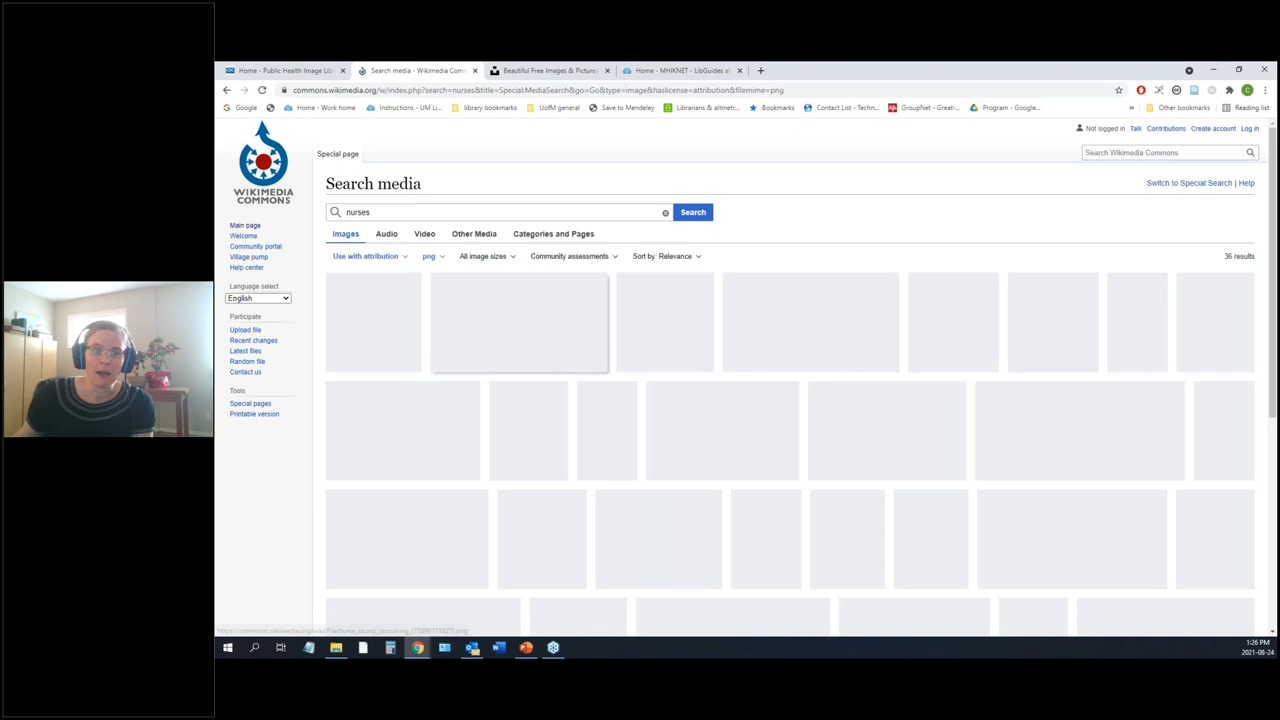 Home - Public Health Image Lib
Search media - Wikimedia Com
Beautiful Free Images & Pictures
Home - MHIKNET - LibGuides at
commons.wikimedia.org/w/index.php?search=nurses&title=Special:MediaSearch&go=Go&type=image&haslicense=attribution&filemime=png
Google
Home - Work home
Instructions - UM Li...
library bookmarks
UofM general
Save to Mendeley
Librarians & altmetr...
Bookmarks
Contact List - Techn...
GroupNet - Great-...
Program - Google...
Other bookmarks
Reading list
Not logged in Talk Contributions Create account Log in
Special page
Search Wikimedia Commons
WIKIMEDIA
COMMONS
Search media
Switch to Special Search | Help
nurses
Search
Images Audio Video Other Media Categories and Pages
Use with attribution png All image sizes Community assessments Sort by: Relevance 36 results
Main page
Welcome
Community portal
Village pump
Help center
Language select
English
Participate
Upload file
Recent changes
Latest files
Random file
Contact us
Tools
Special pages
Printable version
1:26 PM
2021-08-24